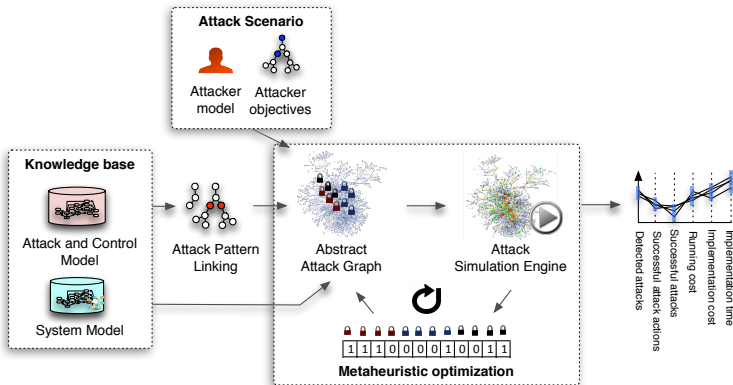 Attack Scenario
Attacker
model
Attacker
objectives
Knowledge base
Attack and Control
Model
System Model
Attack Pattern
Linking
Abstract
Attack Graph
Attack
Simulation Engine
1 1 1 0 0 0 0 1 0 0 1 1
Metaheuristic optimization
Detected attacks
Successful attack actions
Successful attacks
Running cost
Implementation cost
Implementation time